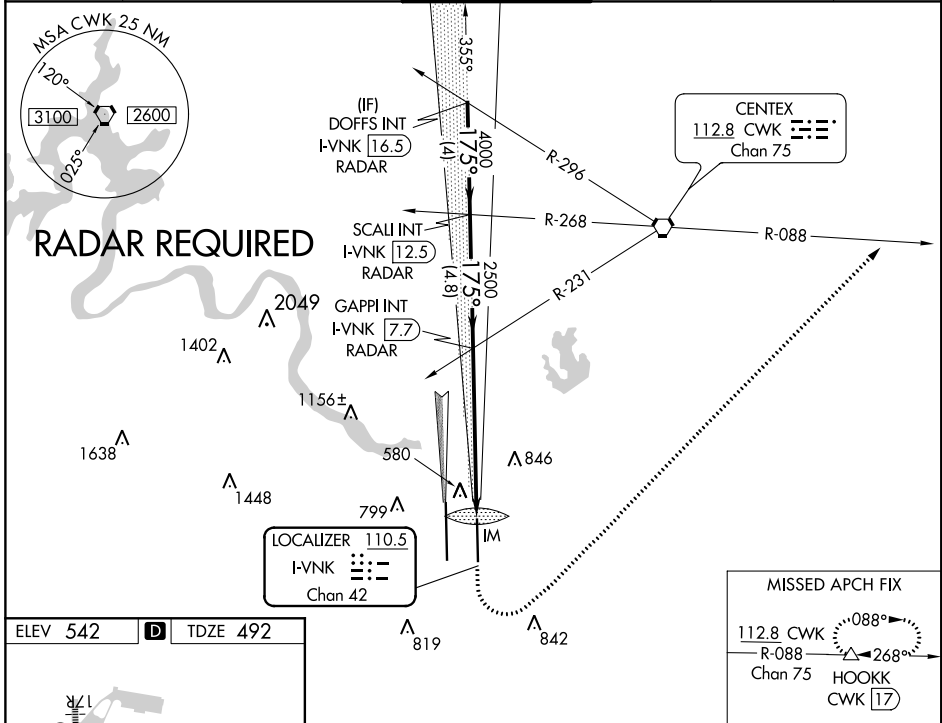 MSA CWK 25 NM
120°
3100
2600
025°
355°
(IF)
DOFFS INT
I-VNK 16.5
RADAR
4000
175°
(4)
R-296
CENTEX
112.8 CWK
Chan 75
RADAR REQUIRED
SCALI INT
I-VNK 12.5
RADAR
R-268
R-088
2500
175°
(4.8)
R-231
GAPPI INT
I-VNK 7.7
RADAR
2049
1402
1156±
1638
1448
580
846
799
IM
LOCALIZER 110.5
I-VNK
Chan 42
819
842
MISSED APCH FIX
112.8 CWK
R-088
Chan 75
088°
268°
HOOKK
CWK 17
ELEV 542 D TDZE 492
17R